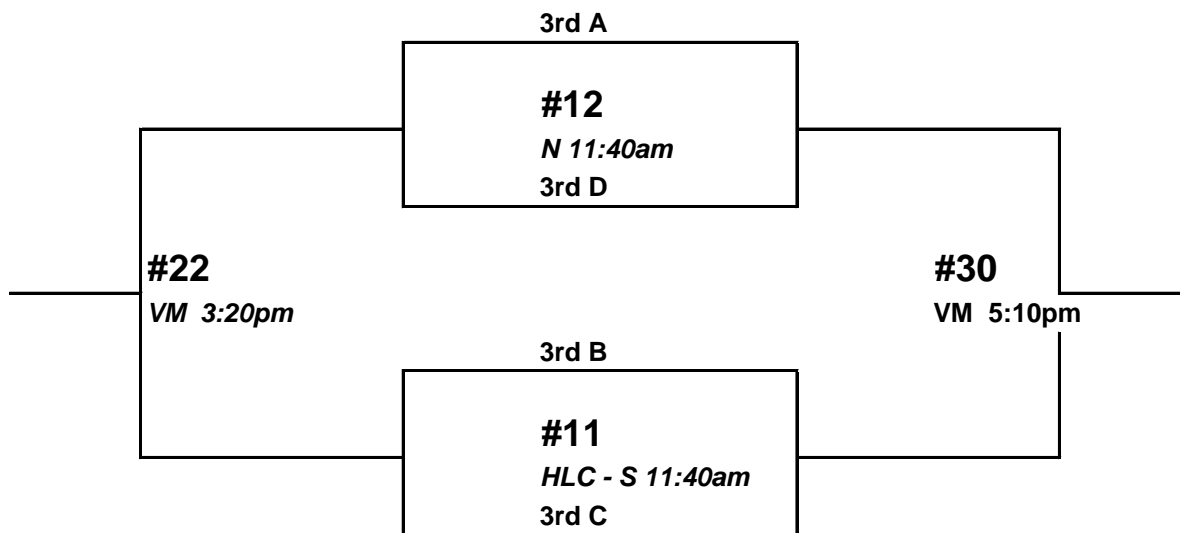 3rd A
#12
N 11:40am
3rd D
#22
VM 3:20pm
#30
VM 5:10pm
3rd B
#11
HLC - S 11:40am
3rd C